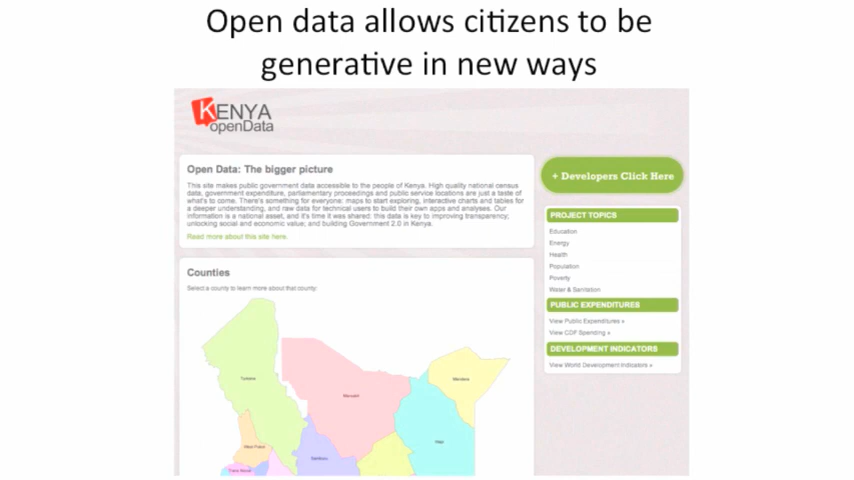 Open data allows citizens to be
generative in new ways
KENYA
openData
Open Data: The bigger picture
This site makes public government data accessible to the people of Kenya. High quality national census
data, government expenditure, parliamentary proceedings and public service locations are just a taste of
what's to come. There's something for everyone: maps to start exploring, interactive charts and tables for
a deeper understanding, and raw data for technical users to build their own apps and analyses. Our
information is a national asset, and it's time it was shared: this data is key to improving transparency;
unlocking social and economic value; and building Government 2.0 in Kenya.
Read more about this site here.
+ Developers Click Here
PROJECT TOPICS
Education
Energy
Health
Population
Poverty
Water & Sanitation
PUBLIC EXPENDITURES
View Public Expenditures »
View CDF Spending »
DEVELOPMENT INDICATORS
View World Development Indicators »
Counties
Select a county to learn more about that county:
Turkana
Marsabit
Mandera
Wajir
West Pokot
Samburu
Trans Nzoia